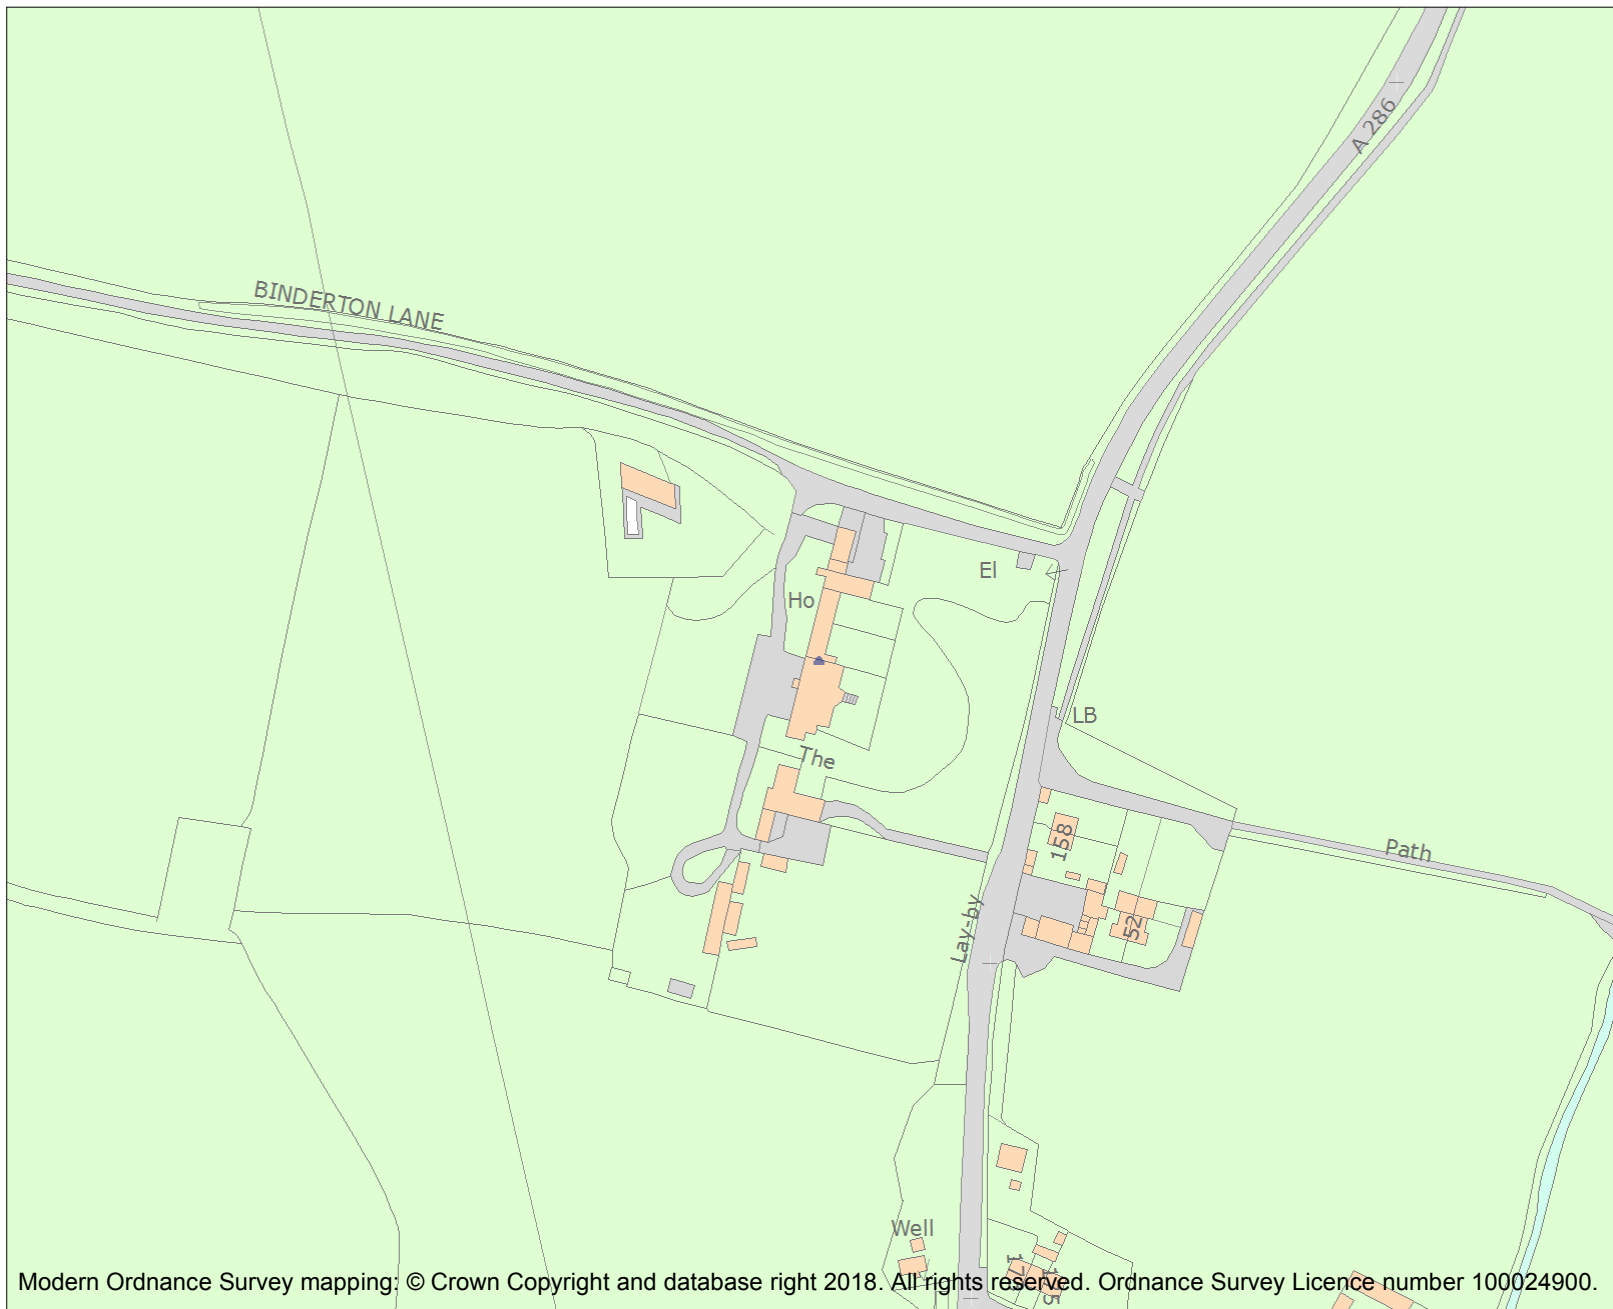 A 286
BINDERTON LANE
El
Ho
LB
The
158
Path
Lay-by
52
Well
Modern Ordnance Survey mapping: © Crown Copyright and database right 2018. All rights reserved. Ordnance Survey Licence number 100024900.